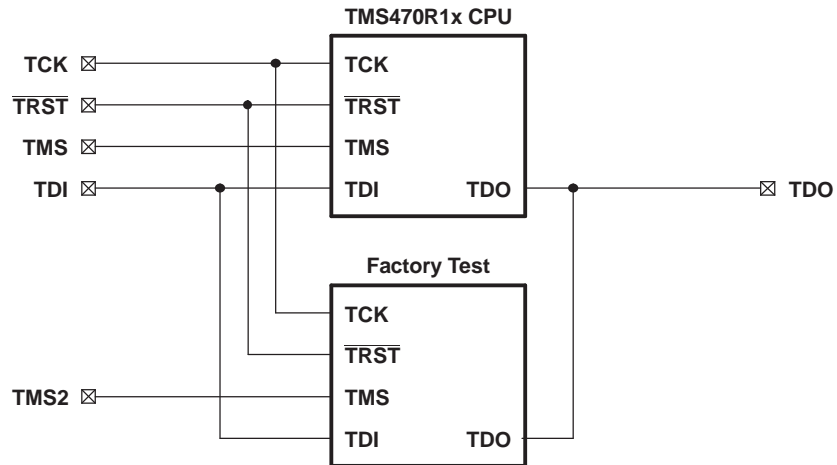 TMS470R1x CPU
TCK
TCK
TRST
TRST
TMS
TMS
TDI
TDI
TDO
TDO
Factory Test
TCK
TRST
TMS2
TMS
TDI
TDO